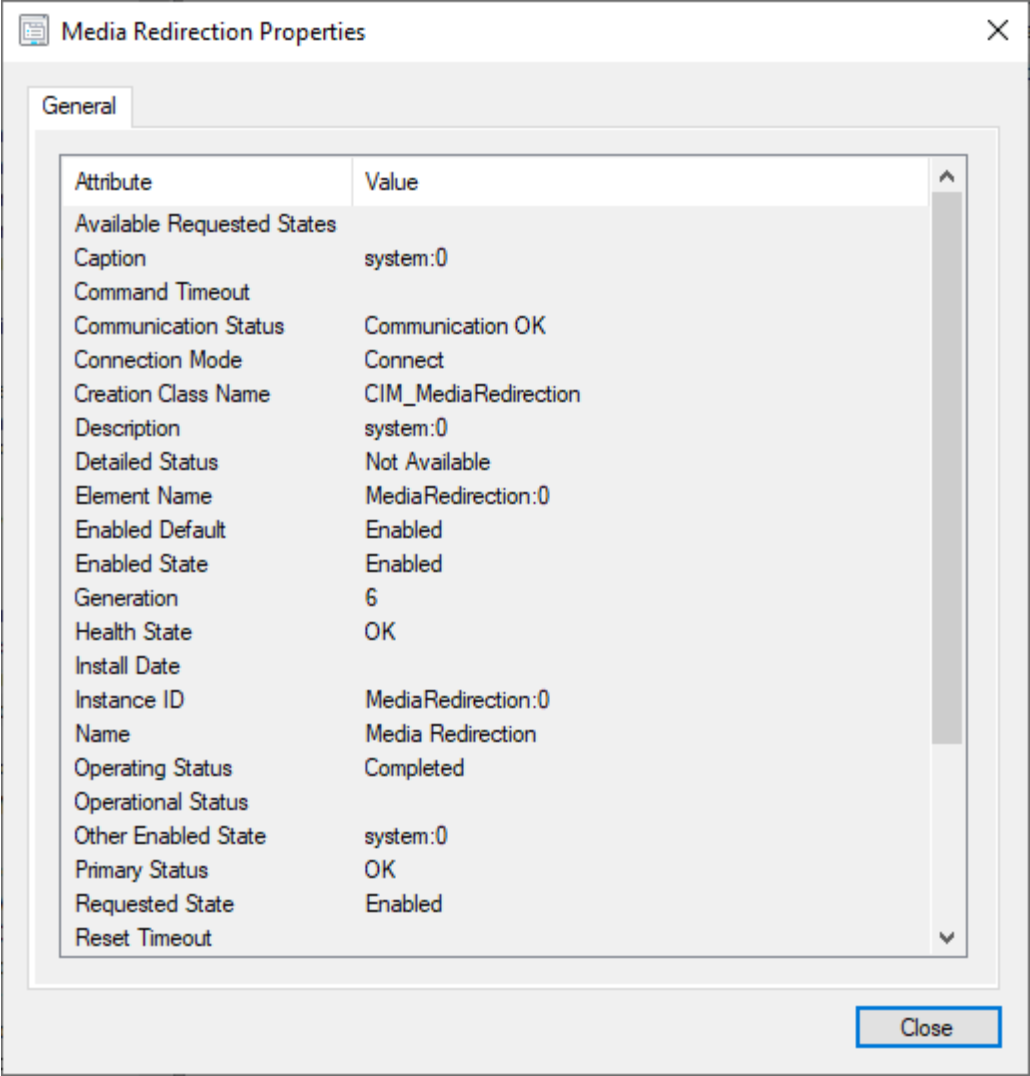 Media Redirection Properties
General
Attribute Value
Available Requested States
Caption system:0
Command Timeout
Communication Status Communication OK
Connection Mode Connect
Creation Class Name CIM_MediaRedirection
Description system:0
Detailed Status Not Available
Element Name MediaRedirection:0
Enabled Default Enabled
Enabled State Enabled
Generation 6
Health State OK
Install Date
Instance ID MediaRedirection:0
Name Media Redirection
Operating Status Completed
Operational Status
Other Enabled State system:0
Primary Status OK
Requested State Enabled
Reset Timeout
Close